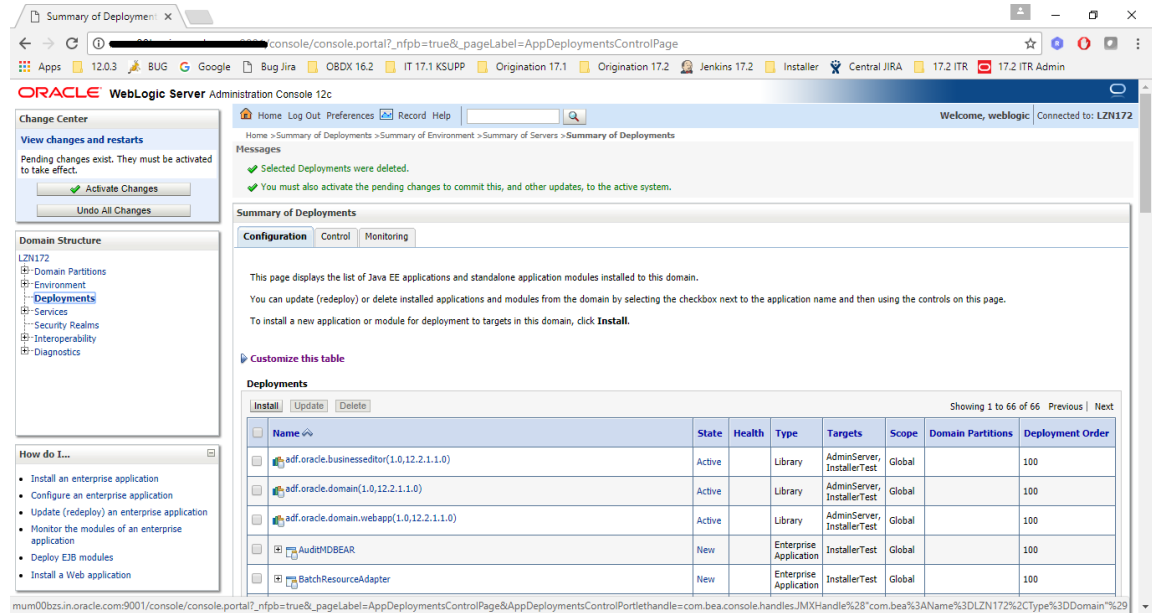 Summary of Deployment
/console/console.portal?_nfpb=true&_pageLabel=AppDeploymentsControlPage
Apps 12.0.3 BUG Google Bug Jira OBDX 16.2 IT 17.1 KSUPP Origination 17.1 Origination 17.2 Jenkins 17.2 Installer Central JIRA 17.2 ITR 17.2 ITR Admin
ORACLE WebLogic Server Administration Console 12c
Change Center
View changes and restarts
Pending changes exist. They must be activated
to take effect.
Activate Changes
Undo All Changes
Domain Structure
LZN172
Domain Partitions
Environment
Deployments
Services
Security Realms
Interoperability
Diagnostics
How do I...
Install an enterprise application
Configure an enterprise application
Update (redeploy) an enterprise application
Monitor the modules of an enterprise
application
Deploy EJB modules
Install a Web application
Home Log Out Preferences Record Help
Welcome, weblogic Connected to: LZN172
Home >Summary of Deployments >Summary of Environment >Summary of Servers >Summary of Deployments
Messages
Selected Deployments were deleted.
You must also activate the pending changes to commit this, and other updates, to the active system.
Summary of Deployments
Configuration Control Monitoring
This page displays the list of Java EE applications and standalone application modules installed to this domain.
You can update (redeploy) or delete installed applications and modules from the domain by selecting the checkbox next to the application name and then using the controls on this page.
To install a new application or module for deployment to targets in this domain, click Install.
Customize this table
Deployments
Install Update Delete Showing 1 to 66 of 66 Previous | Next
Name State Health Type Targets Scope Domain Partitions Deployment Order
adf.oracle.businesseditor(1.0,12.2.1.1.0) Active Library AdminServer, InstallerTest Global 100
adf.oracle.domain(1.0,12.2.1.1.0) Active Library AdminServer, InstallerTest Global 100
adf.oracle.domain.webapp(1.0,12.2.1.1.0) Active Library AdminServer, InstallerTest Global 100
AuditMDBEAR New Enterprise Application InstallerTest Global 100
BatchResourceAdapter New Enterprise Application InstallerTest Global 100
mum00bzs.in.oracle.com:9001/console/console.portal?_nfpb=true&_pageLabel=AppDeploymentsControlPage&AppDeploymentsControlPortlethandle=com.bea.console.handles.JMXHandle%28"com.bea%3AName%3DLZN172%2CType%3DDomain"%29